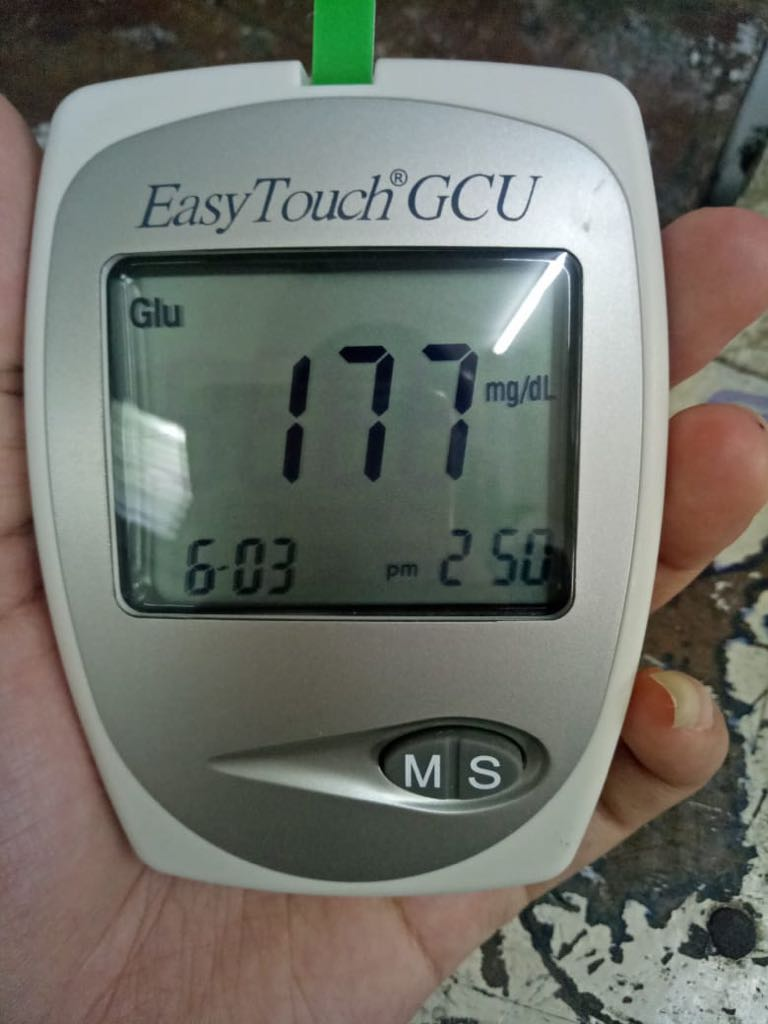 EasyTouch® GCU
Glu
177 mg/dL
6-03 pm 2 50
M S